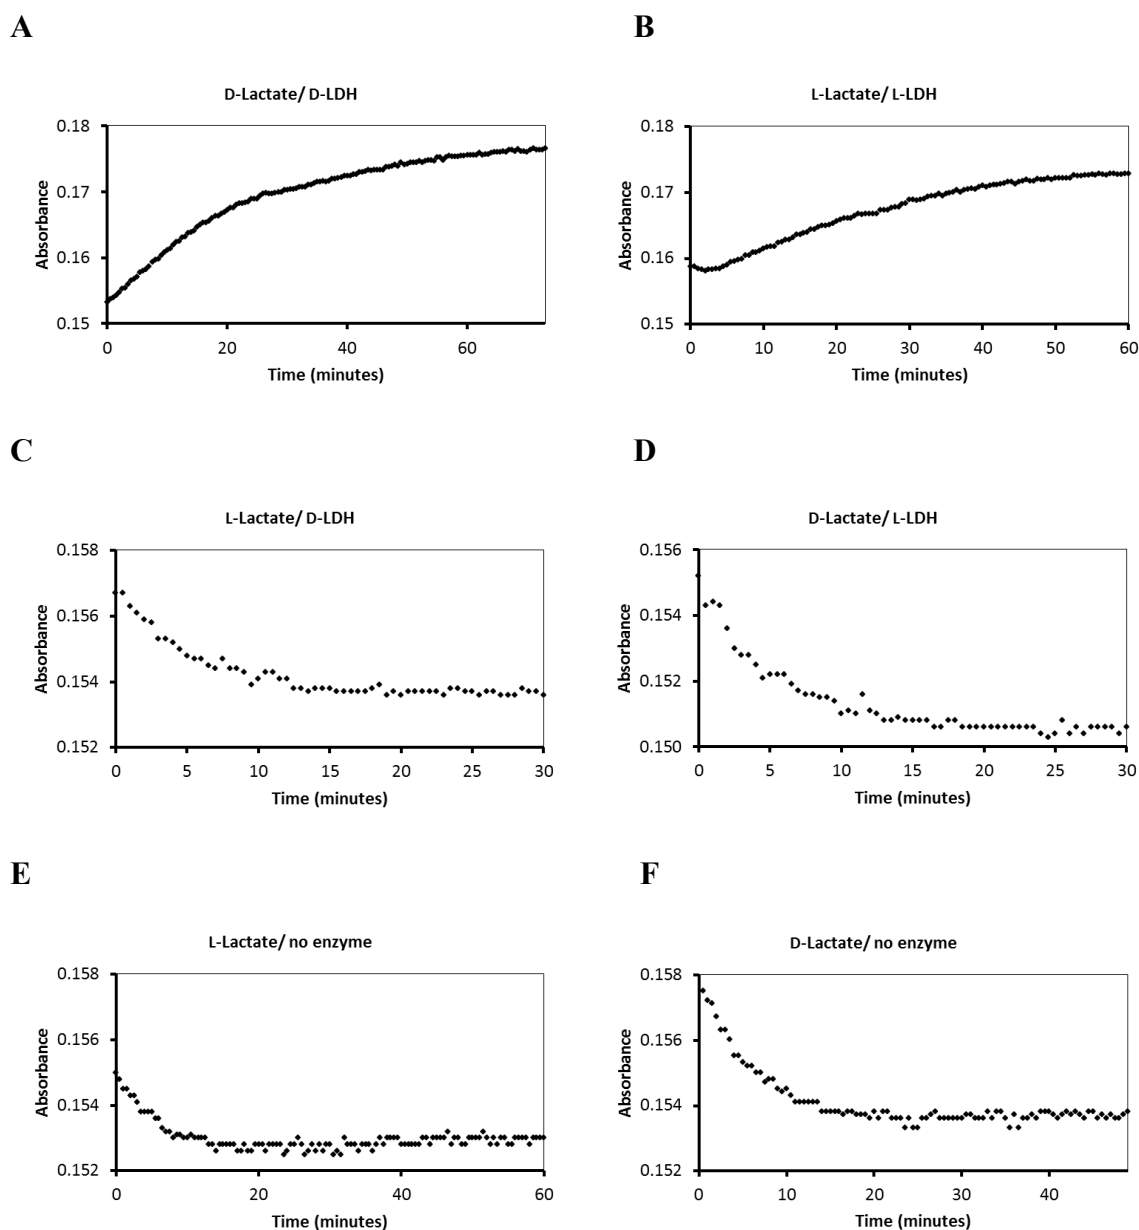 A
D-Lactate/ D-LDH
Absorbance
0.18
0.17
0.16
0.15
0 20 40 60
Time (minutes)
B
L-Lactate/ L-LDH
Absorbance
0.18
0.17
0.16
0.15
0 10 20 30 40 50 60
Time (minutes)
C
L-Lactate/ D-LDH
Absorbance
0.158
0.156
0.154
0.152
0 5 10 15 20 25 30
Time (minutes)
D
D-Lactate/ L-LDH
Absorbance
0.156
0.154
0.152
0.150
0 5 10 15 20 25 30
Time (minutes)
E
L-Lactate/ no enzyme
Absorbance
0.158
0.156
0.154
0.152
0 20 40 60
Time (minutes)
F
D-Lactate/ no enzyme
Absorbance
0.158
0.156
0.154
0.152
0 10 20 30 40
Time (minutes)